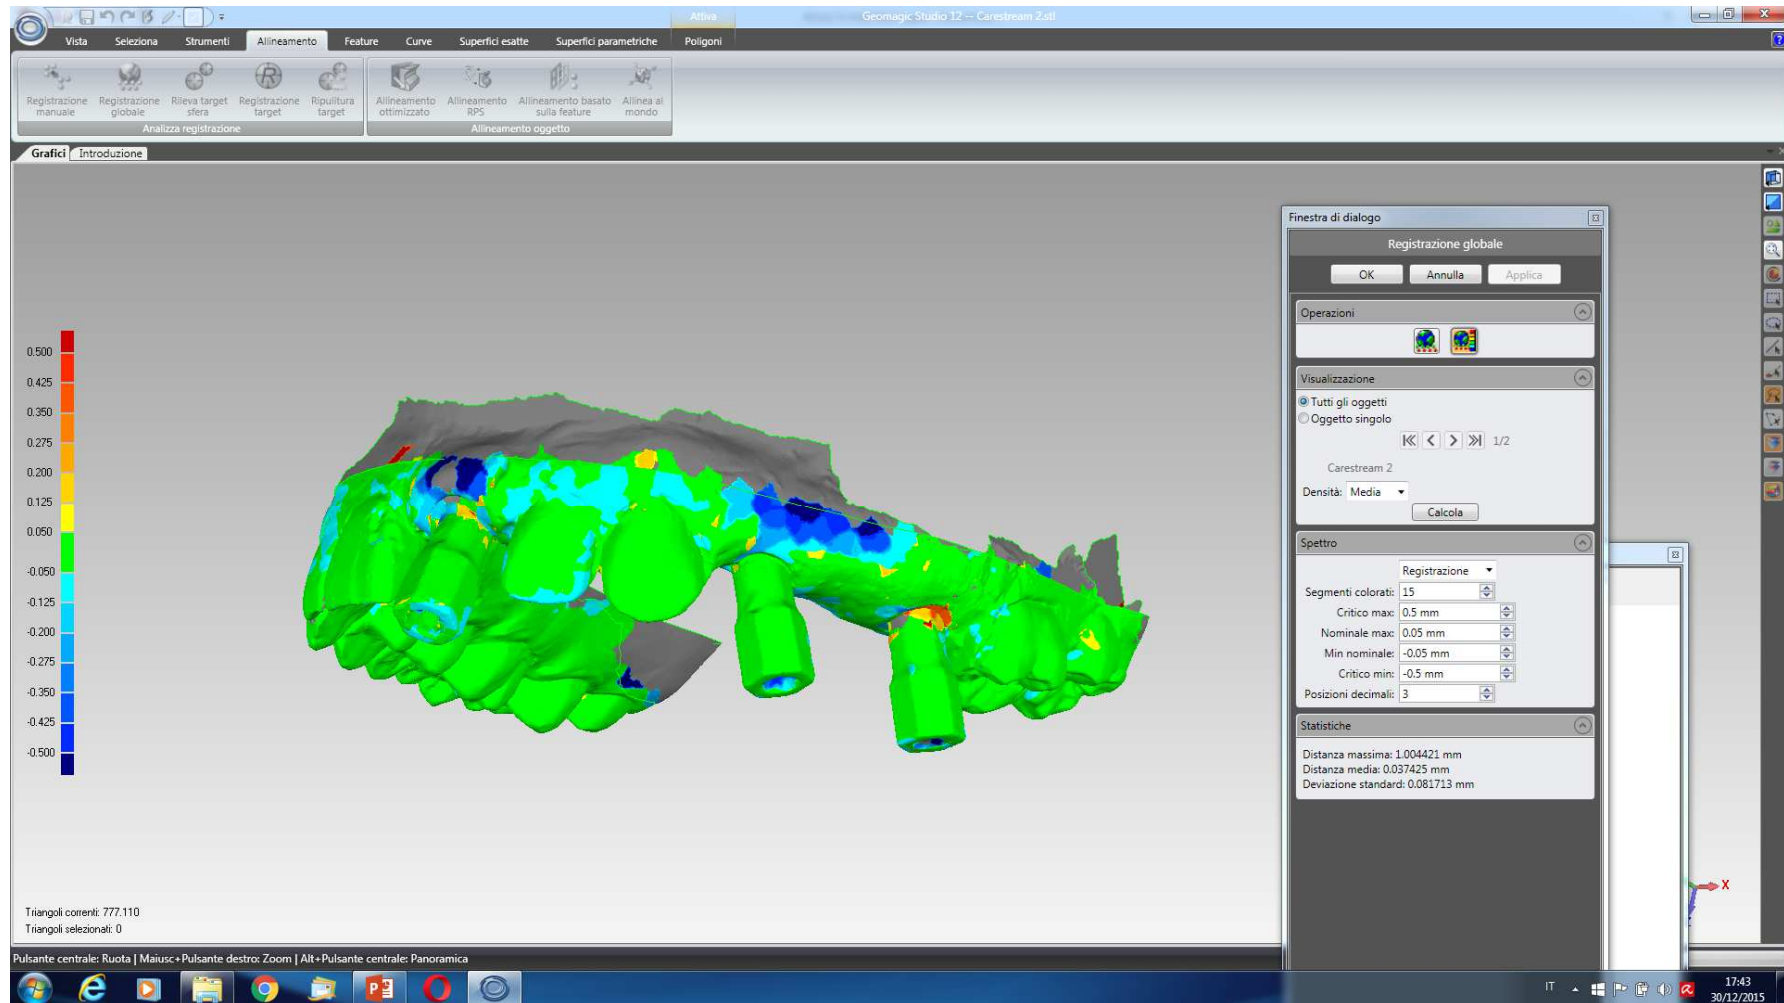 Attiva
Geomagic Studio 12 -- Carestream 2.stl
Vista Seleziona Strumenti Allineamento Feature Curve Superfici esatte Superfici parametriche Poligoni
Registrazione manuale
Registrazione globale
Rileva target sfera
Registrazione target
Ripulitura target
Allineamento ottimizzato
Allineamento RPS
Allineamento basato sulla feature
Allinea al mondo
Analizza registrazione
Allineamento oggetto
Grafici Introduzione
0.500
0.425
0.350
0.275
0.200
0.125
0.050
-0.050
-0.125
-0.200
-0.275
-0.350
-0.425
-0.500
Finestra di dialogo
Registrazione globale
OK Annulla Applica
Operazioni
Visualizzazione
Tutti gli oggetti
Oggetto singolo
1/2
Carestream 2
Densità: Media
Calcola
Spettro
Registrazione
Segmenti colorati: 15
Critico max: 0.5 mm
Nominale max: 0.05 mm
Min nominale: -0.05 mm
Critico min: -0.5 mm
Posizioni decimali: 3
Statistiche
Distanza massima: 1.004421 mm
Distanza media: 0.037425 mm
Deviazione standard: 0.081713 mm
X
Triangoli correnti: 777.110
Triangoli selezionati: 0
Pulsante centrale: Ruota | Maiusc+Pulsante destro: Zoom | Alt+Pulsante centrale: Panoramica
IT
17:43
30/12/2015